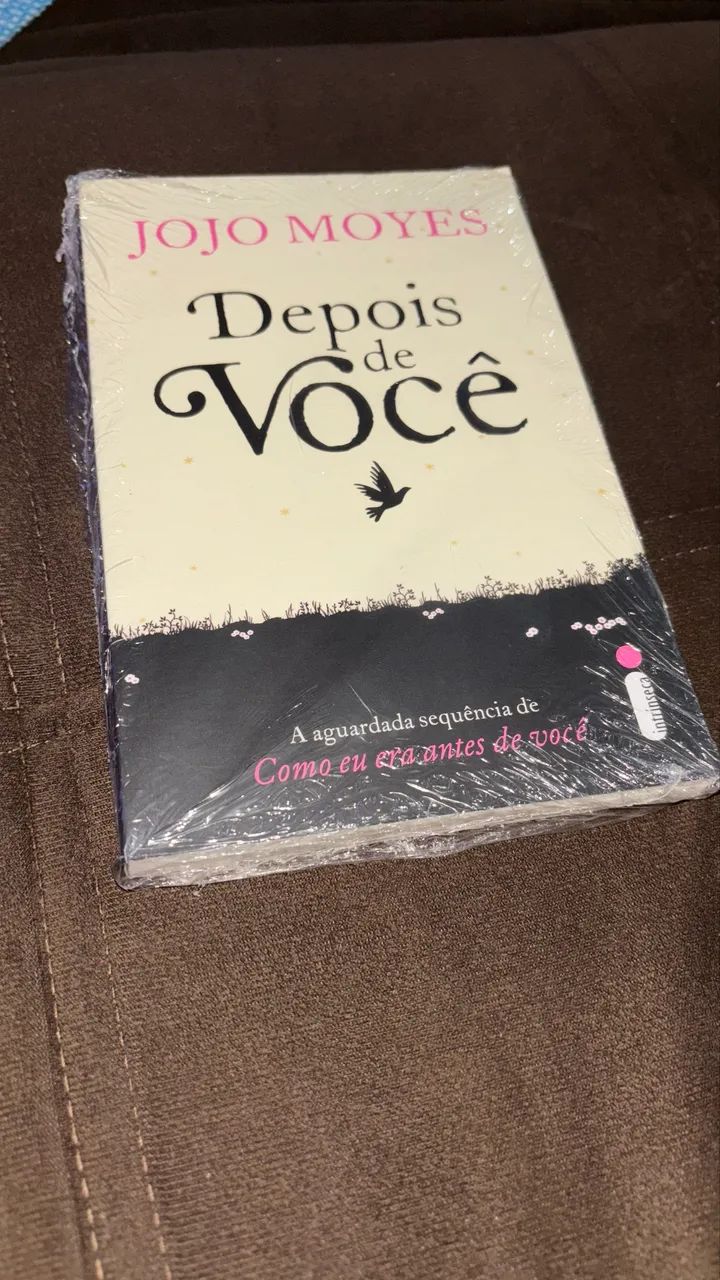 JOJO MOYES
Depois
de
Você
A aguardada sequência de
Como eu era antes de você
intrínseca